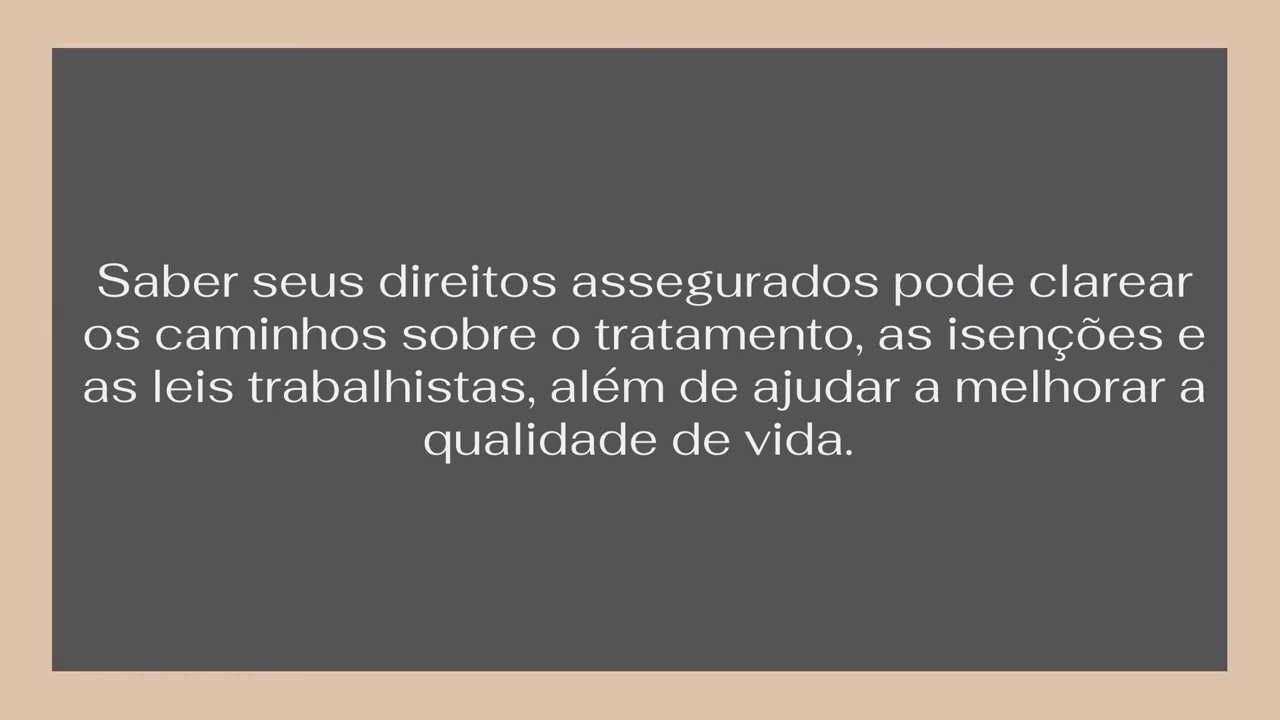 Saber seus direitos assegurados pode clarear
os caminhos sobre o tratamento, as isenções e
as leis trabalhistas, além de ajudar a melhorar a
qualidade de vida.